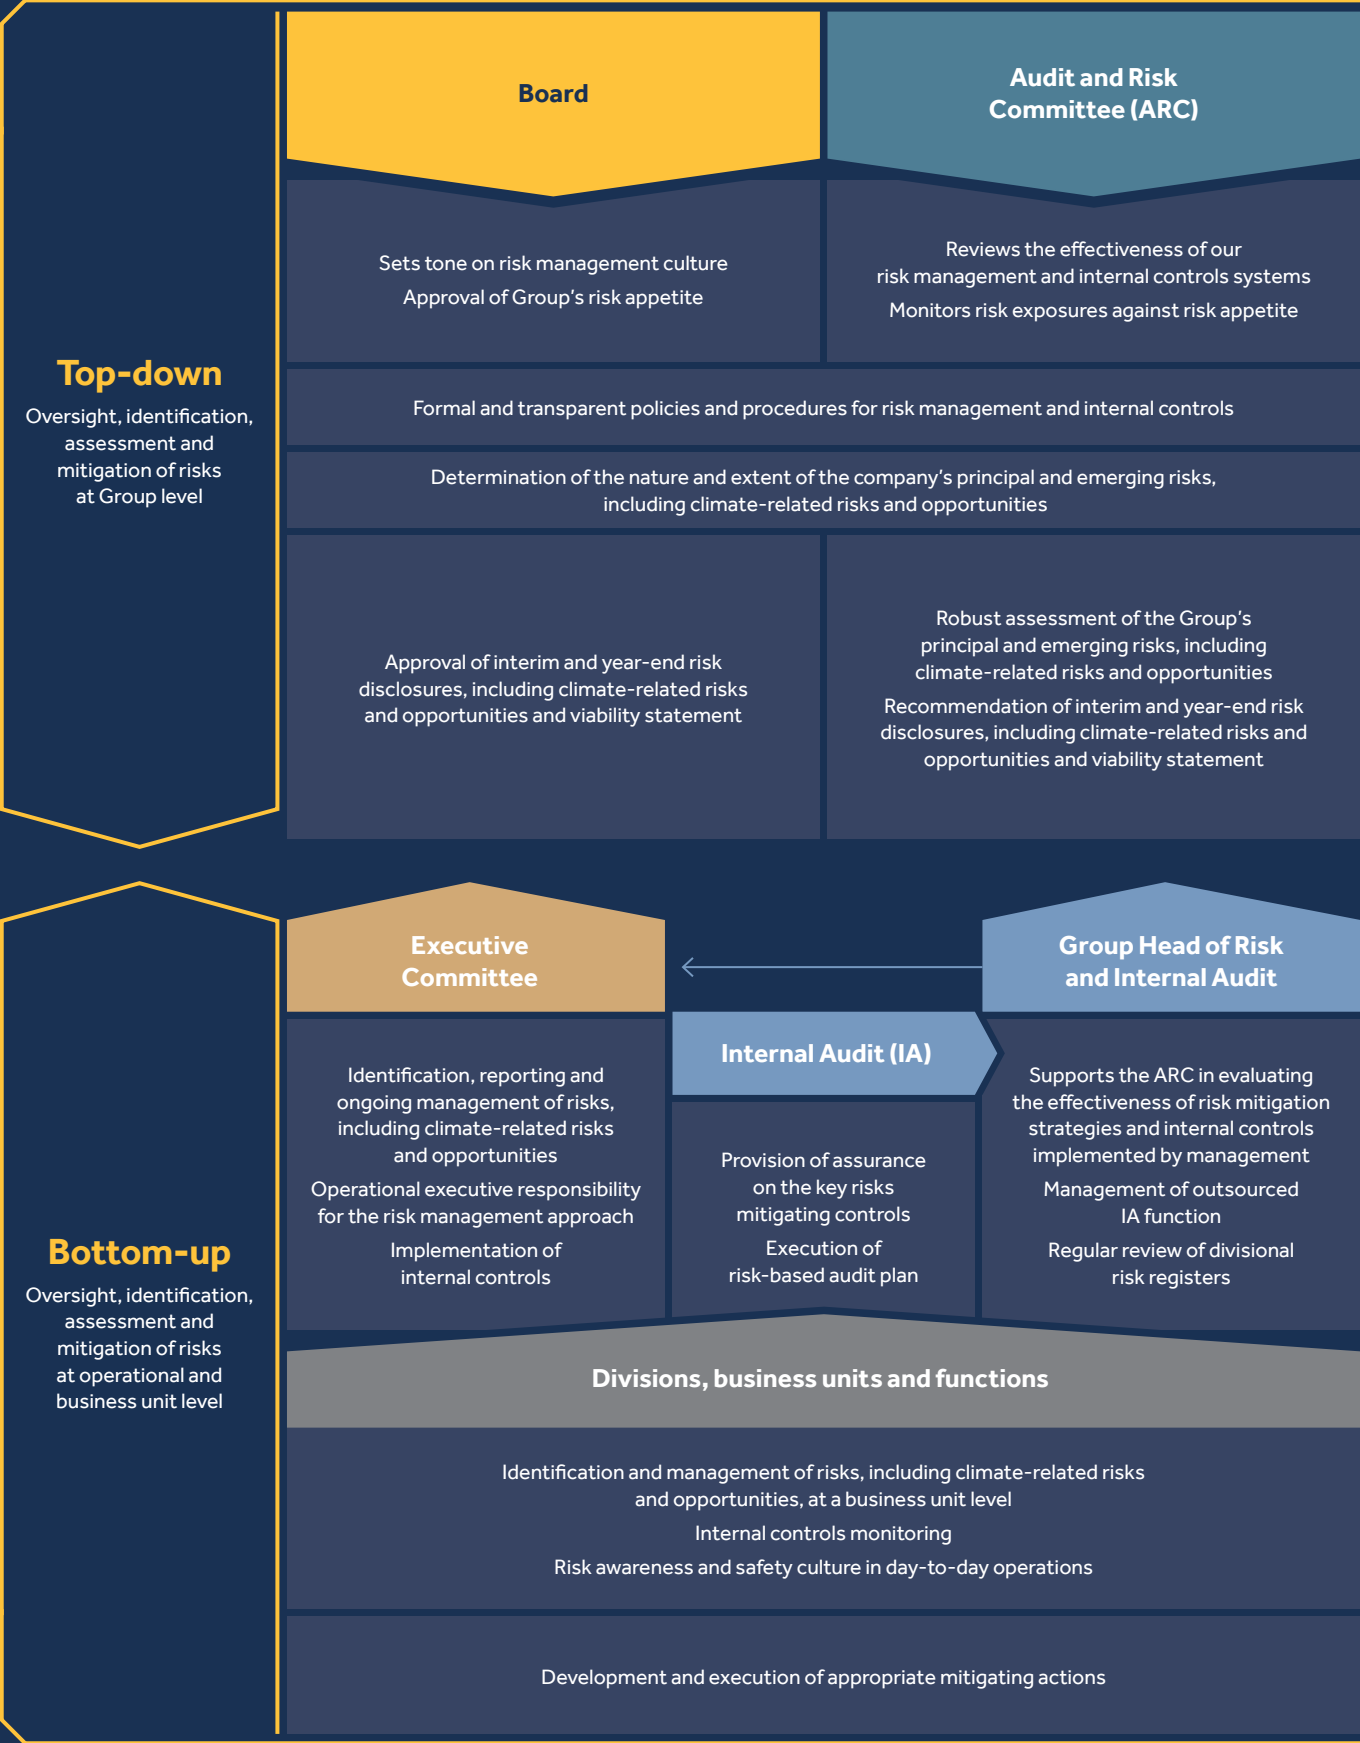 Board
Audit and Risk
Committee (ARC)
Sets tone on risk management culture
Approval of Group's risk appetite
Reviews the effectiveness of our
risk management and internal controls systems
Monitors risk exposures against risk appetite
Top-down
Oversight, identification,
assessment and
mitigation of risks
at Group level
Formal and transparent policies and procedures for risk management and internal controls
Determination of the nature and extent of the company's principal and emerging risks,
including climate-related risks and opportunities
Approval of interim and year-end risk
disclosures, including climate-related risks
and opportunities and viability statement
Robust assessment of the Group's
principal and emerging risks, including
climate-related risks and opportunities
Recommendation of interim and year-end risk
disclosures, including climate-related risks and
opportunities and viability statement
Executive
Committee
Group Head of Risk
and Internal Audit
Internal Audit (IA)
Identification, reporting and
ongoing management of risks,
including climate-related risks
and opportunities
Operational executive responsibility
for the risk management approach
Implementation of
internal controls
Provision of assurance
on the key risks
mitigating controls
Execution of
risk-based audit plan
Supports the ARC in evaluating
the effectiveness of risk mitigation
strategies and internal controls
implemented by management
Management of outsourced
IA function
Regular review of divisional
risk registers
Bottom-up
Oversight, identification,
assessment and
mitigation of risks
at operational and
business unit level
Divisions, business units and functions
Identification and management of risks, including climate-related risks
and opportunities, at a business unit level
Internal controls monitoring
Risk awareness and safety culture in day-to-day operations
Development and execution of appropriate mitigating actions